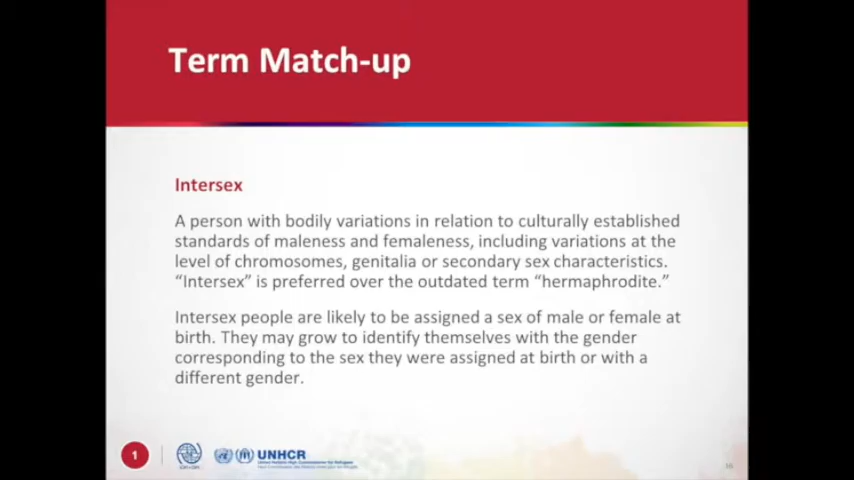 Term Match-up
Intersex
A person with bodily variations in relation to culturally established
standards of maleness and femaleness, including variations at the
level of chromosomes, genitalia or secondary sex characteristics.
“Intersex” is preferred over the outdated term “hermaphrodite.”
Intersex people are likely to be assigned a sex of male or female at
birth. They may grow to identify themselves with the gender
corresponding to the sex they were assigned at birth or with a
different gender.
1
UNHCR